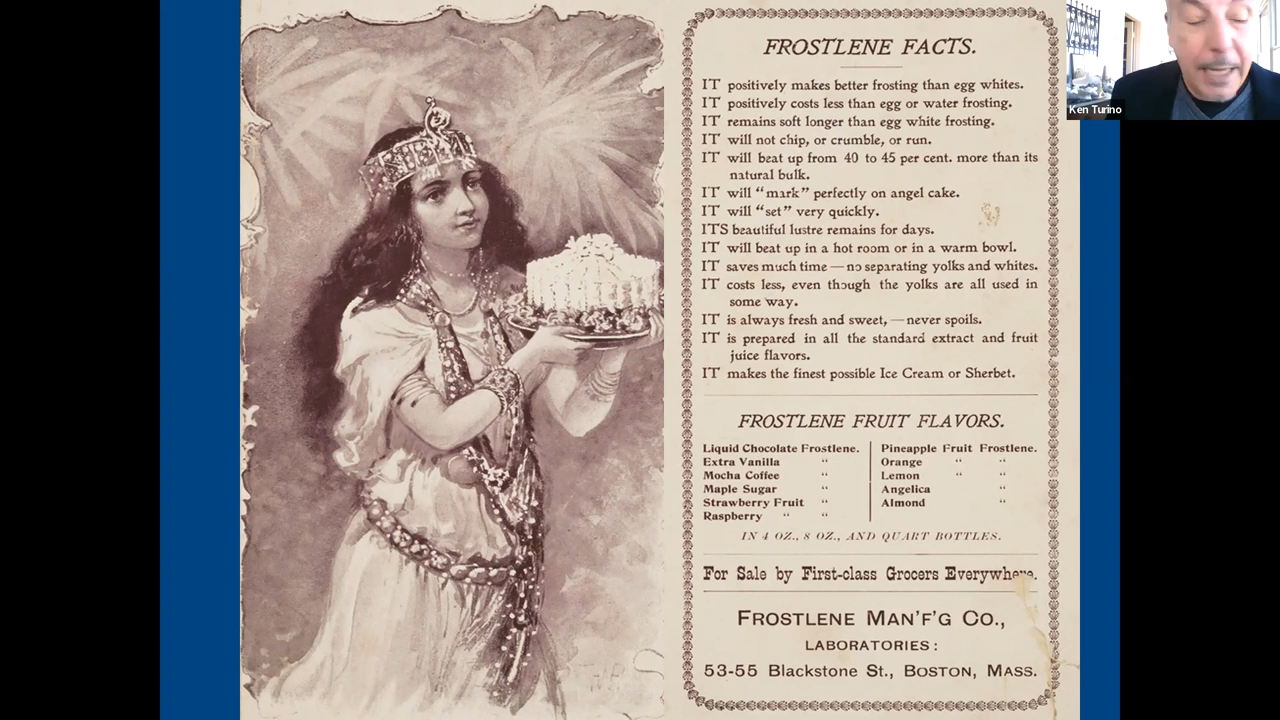 FROSTLENE FACTS.
IT positively makes better frosting than egg whites.
IT positively costs less than egg or water frosting.
IT remains soft longer than egg white frosting.
IT will not chip, or crumble, or run.
IT will beat up from 40 to 45 per cent. more than its
natural bulk.
IT will “mark” perfectly on angel cake.
IT will “set” very quickly.
ITS beautiful lustre remains for days.
IT will beat up in a hot room or in a warm bowl.
IT saves much time — no separating yolks and whites.
IT costs less, even though the yolks are all used in
some way.
IT is always fresh and sweet, — never spoils.
IT is prepared in all the standard extract and fruit
juice flavors.
IT makes the finest possible Ice Cream or Sherbet.
FROSTLENE FRUIT FLAVORS.
Liquid Chocolate Frostlene.
Extra Vanilla “
Mocha Coffee “
Maple Sugar “
Strawberry Fruit “
Raspberry “ “
Pineapple Fruit Frostlene.
Orange “ “
Lemon “ “
Angelica “
Almond “
IN 4 OZ., 8 OZ., AND QUART BOTTLES.
For Sale by First-class Grocers Everywhere.
FROSTLENE MAN'F'G CO.,
LABORATORIES:
53-55 Blackstone St., BOSTON, MASS.
Ken Turino